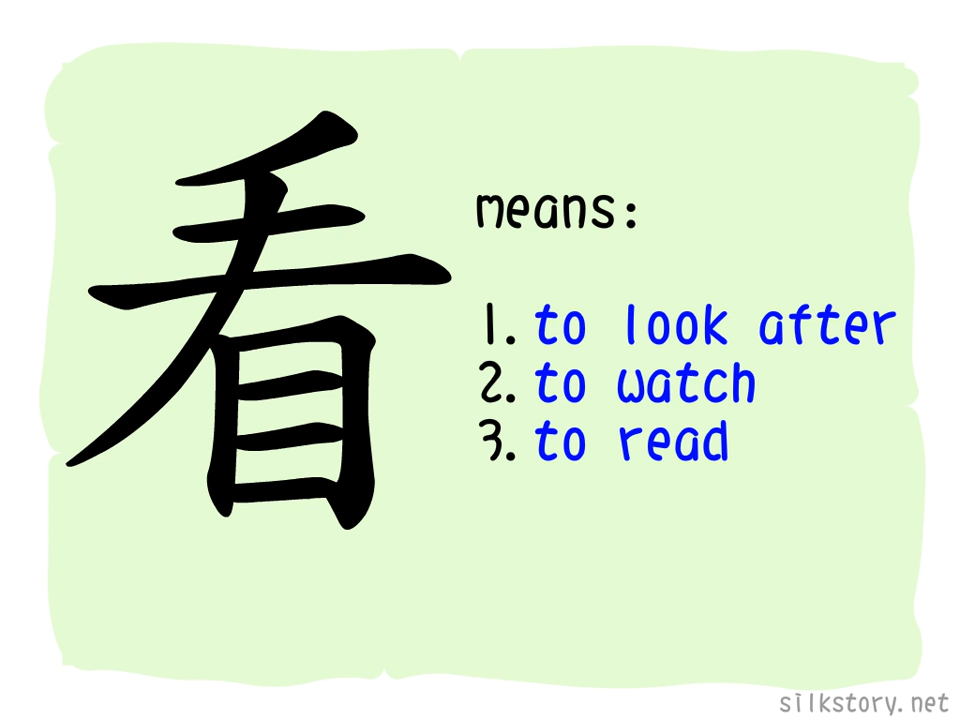 看
means:
1. to look after
2. to watch
3. to read
silkstory.net